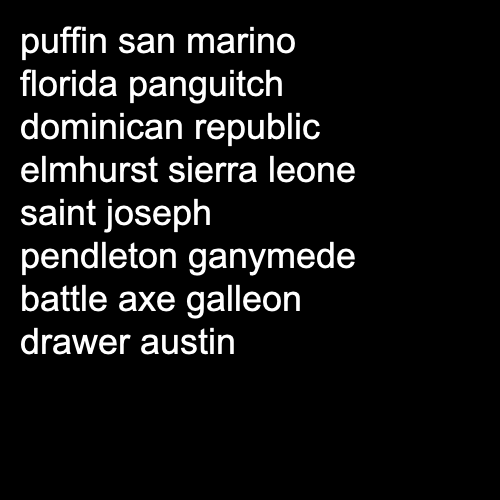 puffin san marino
florida panguitch
dominican republic
elmhurst sierra leone
saint joseph
pendleton ganymede
battle axe galleon
drawer austin